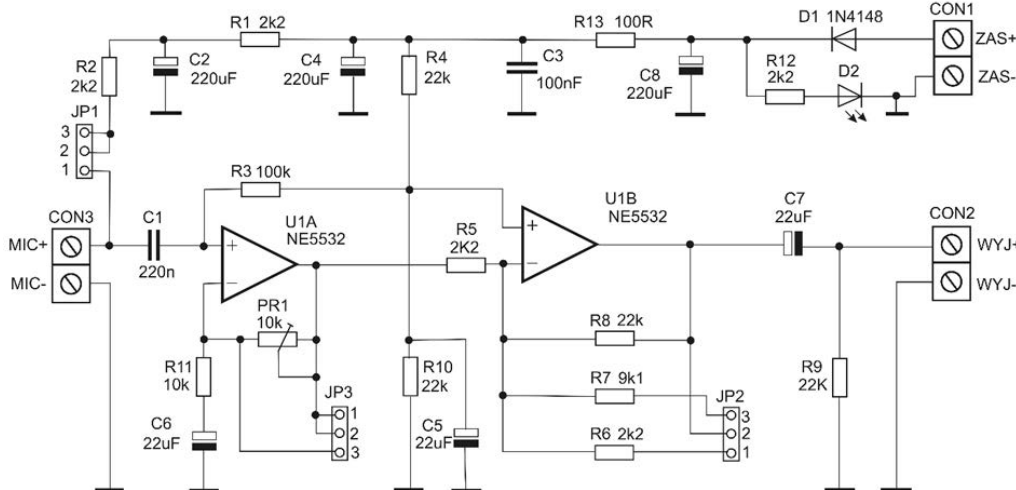 R1 2k2
R13 100R
D1 1N4148
CON1
ZAS+
ZAS-
R2
2k2
C2
220uF
C4
220uF
R4
22k
C3
100nF
C8
220uF
R12
2k2
D2
JP1
3
2
1
R3 100k
CON3
MIC+
MIC-
C1
220n
U1A
NE5532
+
−
R5
2K2
U1B
NE5532
+
−
C7
22uF
CON2
WYJ+
WYJ-
PR1
10k
R11
10k
C6
22uF
JP3
1
2
3
R10
22k
C5
22uF
R8 22k
R7 9k1
R6 2k2
JP2
3
2
1
R9
22K